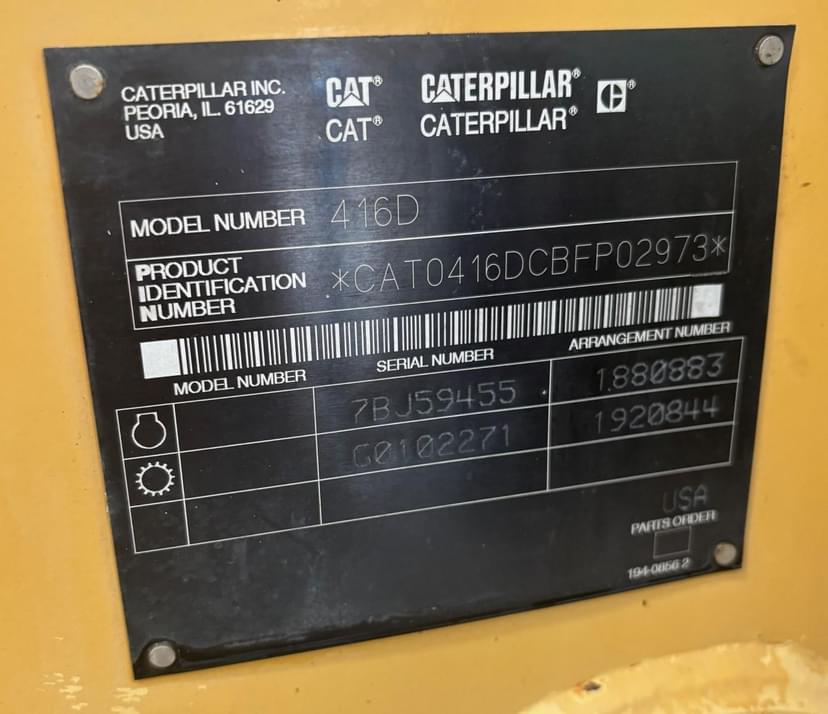 CATERPILLAR INC.
PEORIA, IL. 61629
USA
CAT® CATERPILLAR® C®
CAT® CATERPILLAR®
MODEL NUMBER 416D
PRODUCT
IDENTIFICATION
NUMBER *CAT0416DCBFP02973*
MODEL NUMBER SERIAL NUMBER ARRANGEMENT NUMBER
7BJ59455 1880883
G0102271 1920844
USA
PARTS ORDER
194-0856 2